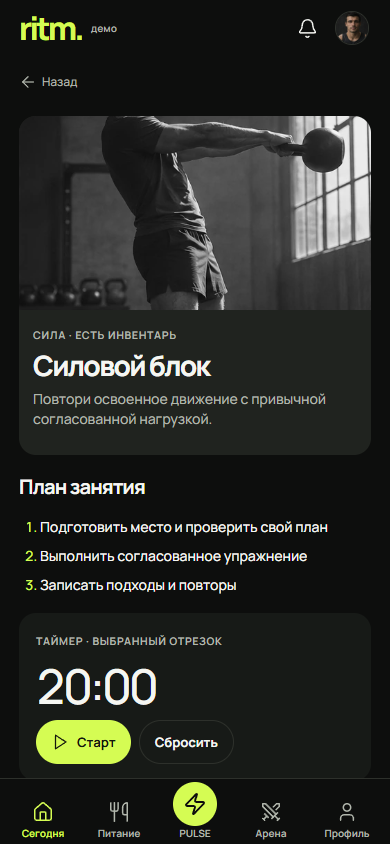 ritm. демо
Назад
СИЛА · ЕСТЬ ИНВЕНТАРЬ
Силовой блок
Повтори освоенное движение с привычной
согласованной нагрузкой.
План занятия
1. Подготовить место и проверить свой план
2. Выполнить согласованное упражнение
3. Записать подходы и повторы
ТАЙМЕР · ВЫБРАННЫЙ ОТРЕЗОК
20:00
Старт Сбросить
Сегодня Питание PULSE Арена Профиль